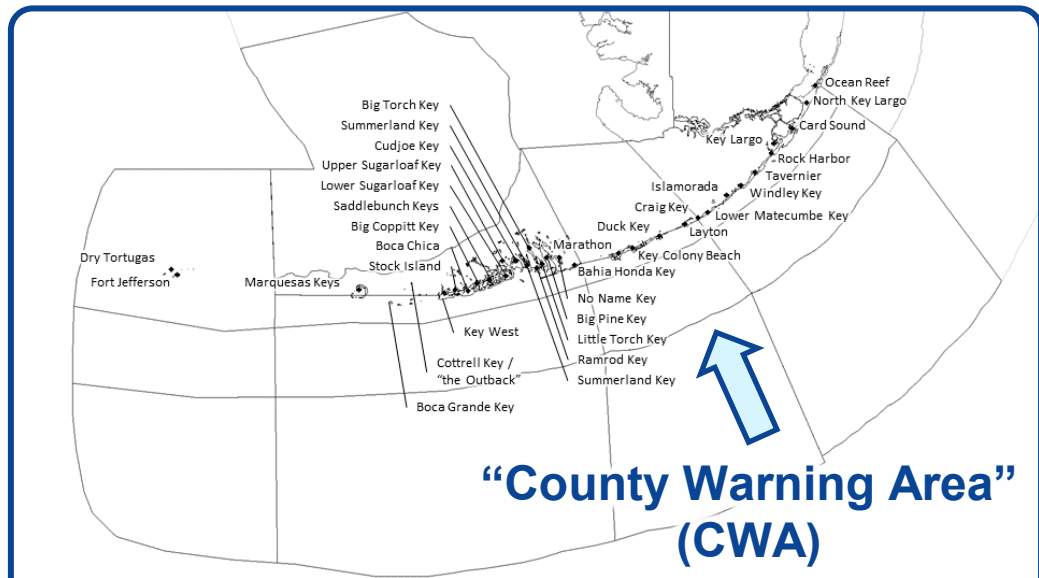 Ocean Reef
North Key Largo
Card Sound
Key Largo
Rock Harbor
Tavernier
Windley Key
Islamorada
Lower Matecumbe Key
Craig Key
Layton
Duck Key
Key Colony Beach
Marathon
Bahia Honda Key
Big Torch Key
Summerland Key
Cudjoe Key
Upper Sugarloaf Key
Lower Sugarloaf Key
Saddlebunch Keys
Big Coppitt Key
Boca Chica
Stock Island
Dry Tortugas
Fort Jefferson
Marquesas Keys
No Name Key
Big Pine Key
Little Torch Key
Ramrod Key
Summerland Key
Key West
Cottrell Key /
“the Outback”
Boca Grande Key
“County Warning Area”
(CWA)